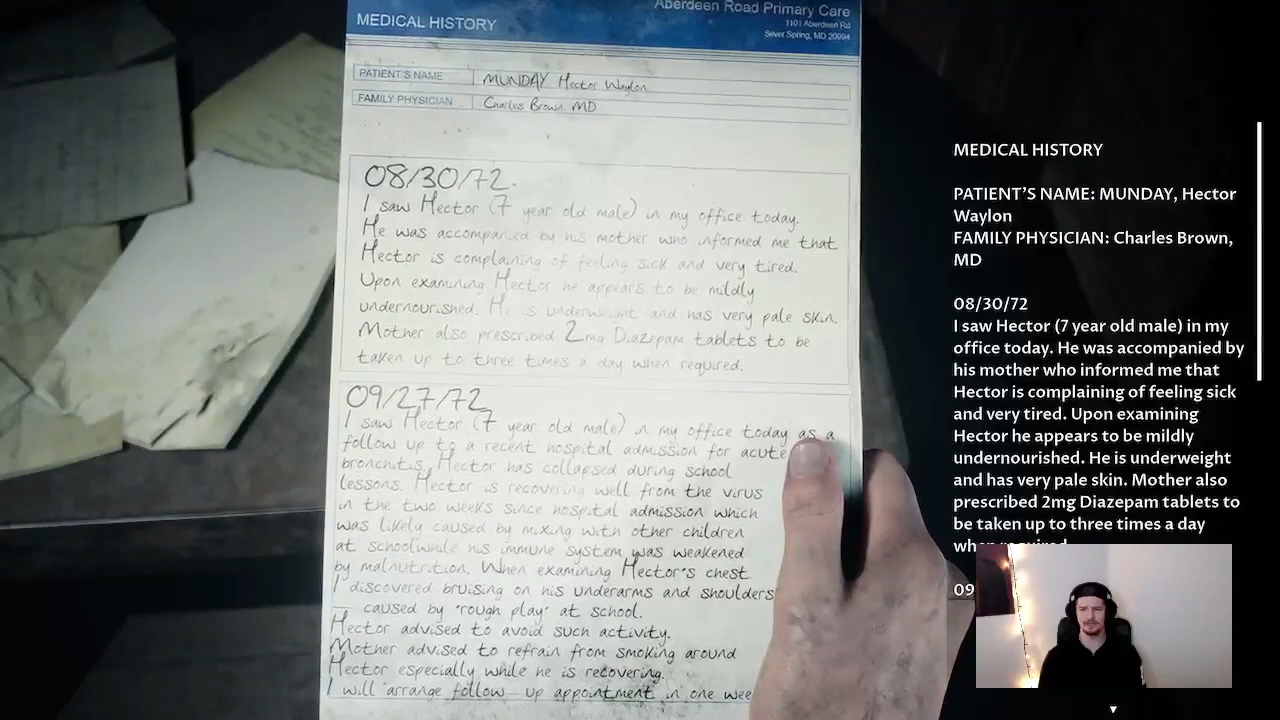 Aberdeen Road Primary Care
1101 Aberdeen Rd
Silver Spring, MD 20904
MEDICAL HISTORY
PATIENT'S NAME MUNDAY Hector Waylon
FAMILY PHYSICIAN Charles Brown MD
08/30/72.
I saw Hector (7 year old male) in my office today.
He was accompanied by his mother who informed me that
Hector is complaining of feeling sick and very tired.
Upon examining Hector he appears to be mildly
undernourished. He is underweight and has very pale skin.
Mother also prescribed 2mg Diazepam tablets to be
taken up to three times a day when required.
09/27/72
I saw Hector (7 year old male) in my office today as a
follow up to a recent hospital admission for acute
bronchitis. Hector has collapsed during school
lessons. Hector is recovering well from the virus
in the two weeks since hospital admission which
was likely caused by mixing with other children
at school while his immune system was weakened
by malnutrition. When examining Hector's chest
I discovered bruising on his underarms and shoulders
caused by "rough play" at school.
Hector advised to avoid such activity.
Mother advised to refrain from smoking around
Hector especially while he is recovering.
I will arrange follow up appointment in one
MEDICAL HISTORY
PATIENT'S NAME: MUNDAY, Hector
Waylon
FAMILY PHYSICIAN: Charles Brown,
MD
08/30/72
I saw Hector (7 year old male) in my
office today. He was accompanied by
his mother who informed me that
Hector is complaining of feeling sick
and very tired. Upon examining
Hector he appears to be mildly
undernourished. He is underweight
and has very pale skin. Mother also
prescribed 2mg Diazepam tablets to
be taken up to three times a day
when required.
09